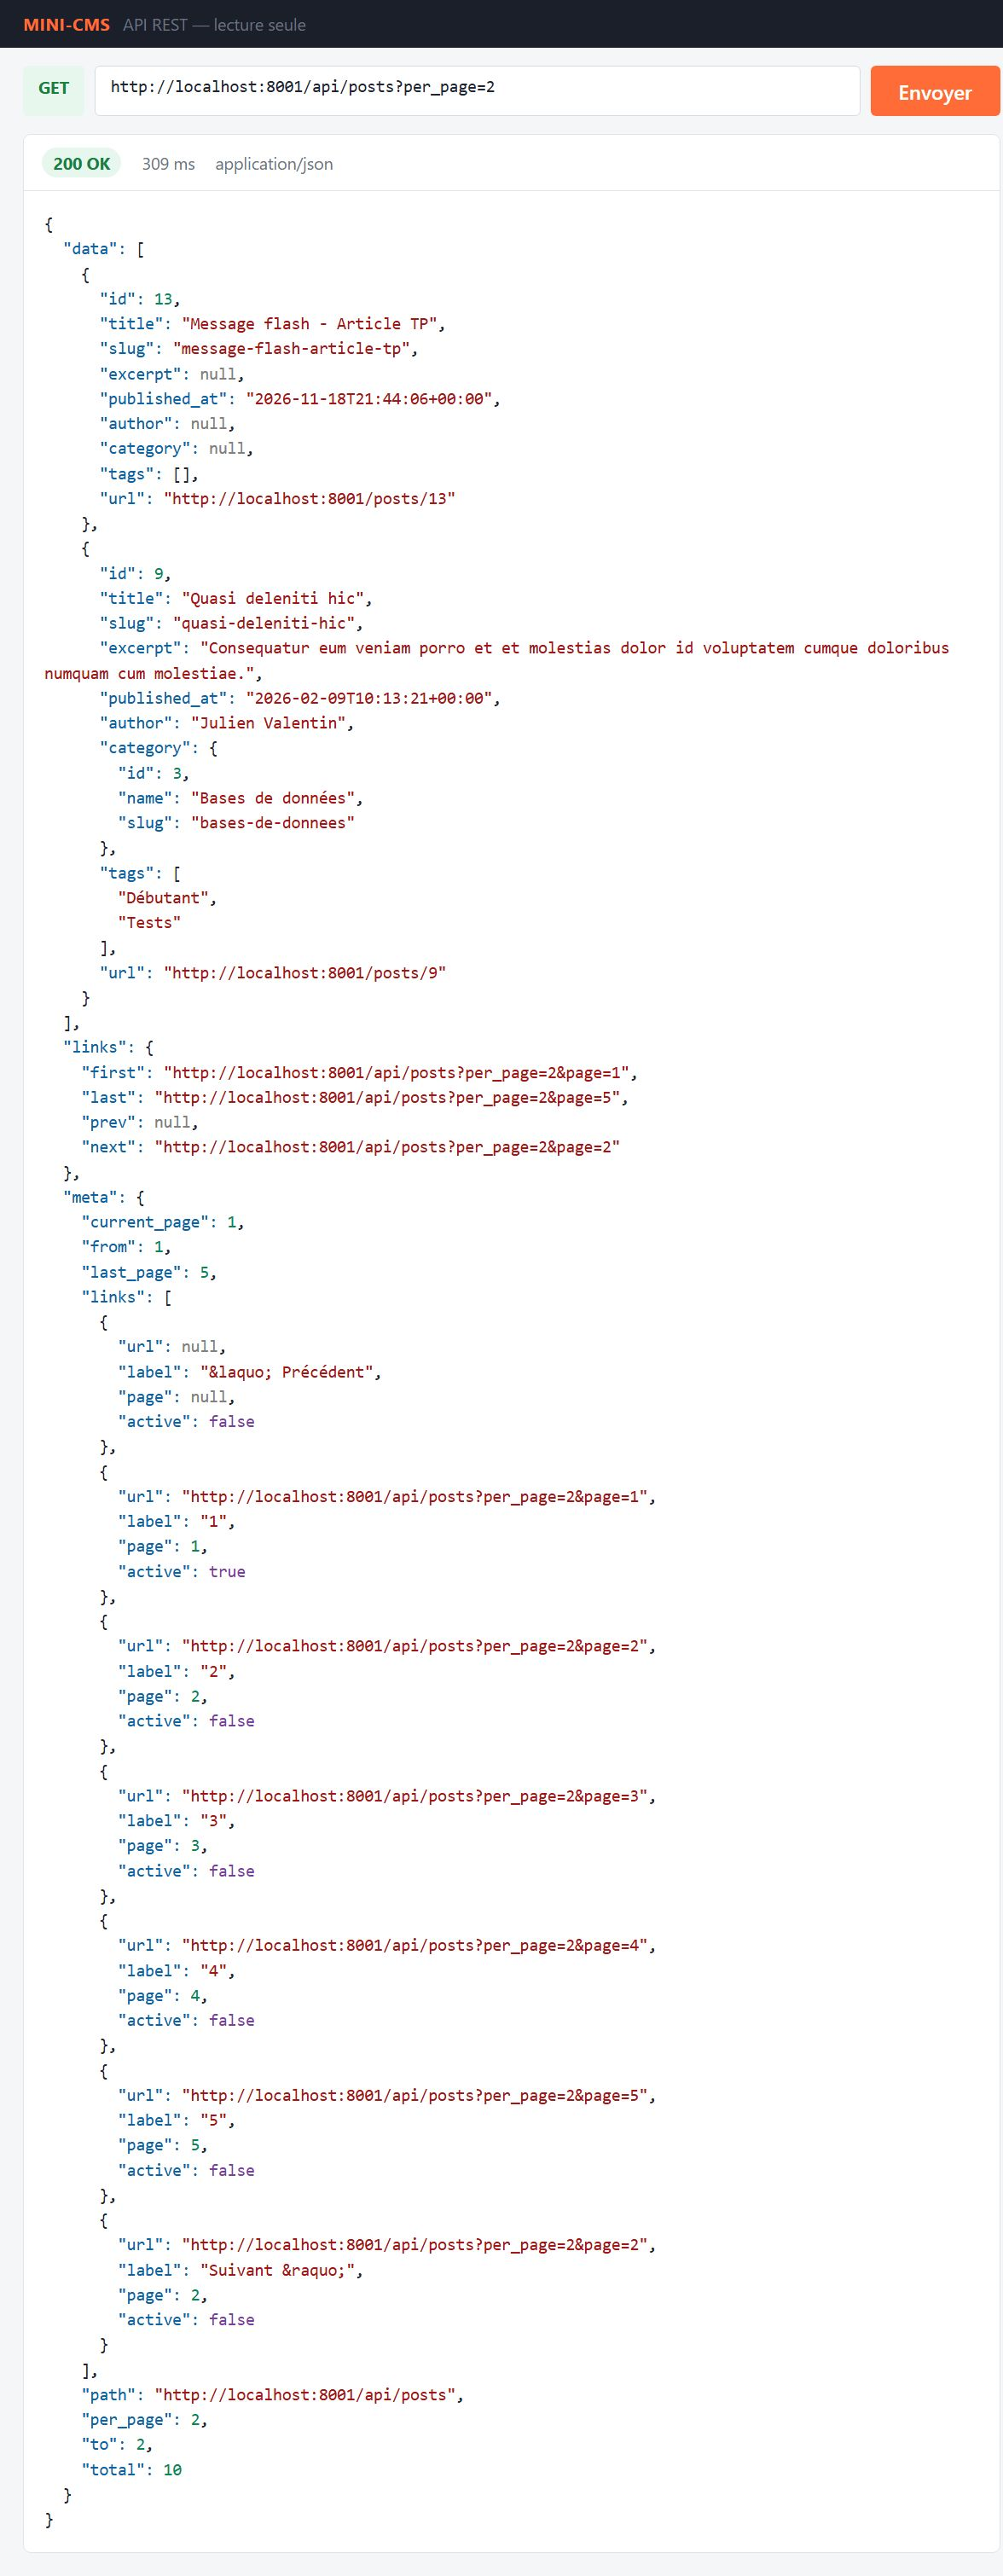 MINI-CMS API REST — lecture seule
GET http://localhost:8001/api/posts?per_page=2 Envoyer
200 OK 309 ms application/json
{
  "data": [
    {
      "id": 13,
      "title": "Message flash - Article TP",
      "slug": "message-flash-article-tp",
      "excerpt": null,
      "published_at": "2026-11-18T21:44:06+00:00",
      "author": null,
      "category": null,
      "tags": [],
      "url": "http://localhost:8001/posts/13"
    },
    {
      "id": 9,
      "title": "Quasi deleniti hic",
      "slug": "quasi-deleniti-hic",
      "excerpt": "Consequatur eum veniam porro et et molestias dolor id voluptatem cumque doloribus
numquam cum molestiae.",
      "published_at": "2026-02-09T10:13:21+00:00",
      "author": "Julien Valentin",
      "category": {
        "id": 3,
        "name": "Bases de données",
        "slug": "bases-de-donnees"
      },
      "tags": [
        "Débutant",
        "Tests"
      ],
      "url": "http://localhost:8001/posts/9"
    }
  ],
  "links": {
    "first": "http://localhost:8001/api/posts?per_page=2&page=1",
    "last": "http://localhost:8001/api/posts?per_page=2&page=5",
    "prev": null,
    "next": "http://localhost:8001/api/posts?per_page=2&page=2"
  },
  "meta": {
    "current_page": 1,
    "from": 1,
    "last_page": 5,
    "links": [
      {
        "url": null,
        "label": "&laquo; Précédent",
        "page": null,
        "active": false
      },
      {
        "url": "http://localhost:8001/api/posts?per_page=2&page=1",
        "label": "1",
        "page": 1,
        "active": true
      },
      {
        "url": "http://localhost:8001/api/posts?per_page=2&page=2",
        "label": "2",
        "page": 2,
        "active": false
      },
      {
        "url": "http://localhost:8001/api/posts?per_page=2&page=3",
        "label": "3",
        "page": 3,
        "active": false
      },
      {
        "url": "http://localhost:8001/api/posts?per_page=2&page=4",
        "label": "4",
        "page": 4,
        "active": false
      },
      {
        "url": "http://localhost:8001/api/posts?per_page=2&page=5",
        "label": "5",
        "page": 5,
        "active": false
      },
      {
        "url": "http://localhost:8001/api/posts?per_page=2&page=2",
        "label": "Suivant &raquo;",
        "page": 2,
        "active": false
      }
    ],
    "path": "http://localhost:8001/api/posts",
    "per_page": 2,
    "to": 2,
    "total": 10
  }
}